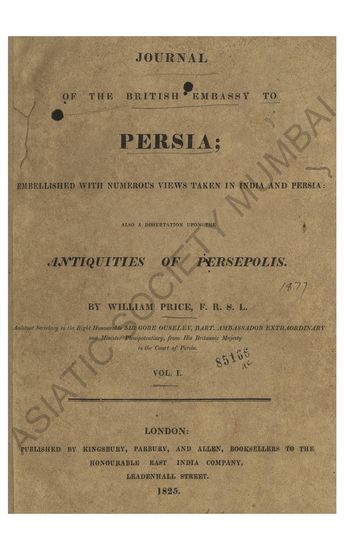 JOURNAL
OF THE BRITISH EMBASSY TO
PERSIA;
EMBELLISHED WITH NUMEROUS VIEWS TAKEN IN INDIA AND PERSIA:
ALSO A DISSERTATION UPON THE
ANTIQUITIES OF PERSEPOLIS.
1877
BY WILLIAM PRICE, F. R. S. L.
Assistant Secretary to the Right Honourable SIR GORE OUSELEY, BART. AMBASSADOR EXTRAORDINARY
and Minister Plenipotentiary, from His Britannic Majesty
to the Court of Persia.
85166
VOL. I.
LONDON:
PUBLISHED BY KINGSBURY, PARBURY, AND ALLEN, BOOKSELLERS TO THE
HONOURABLE EAST INDIA COMPANY,
LEADENHALL STREET.
1825.
ASIATIC SOCIETY MUMBAI